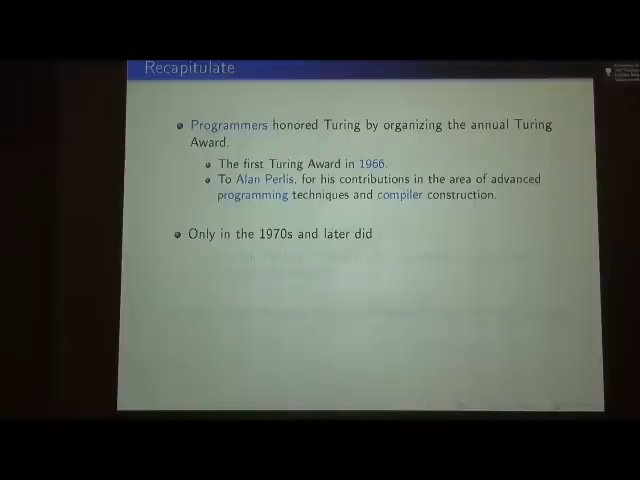 Recapitulate
Programmers honored Turing by organizing the annual Turing
Award.
The first Turing Award in 1966.
To Alan Perlis, for his contributions in the area of advanced
programming techniques and compiler construction.
Only in the 1970s and later did